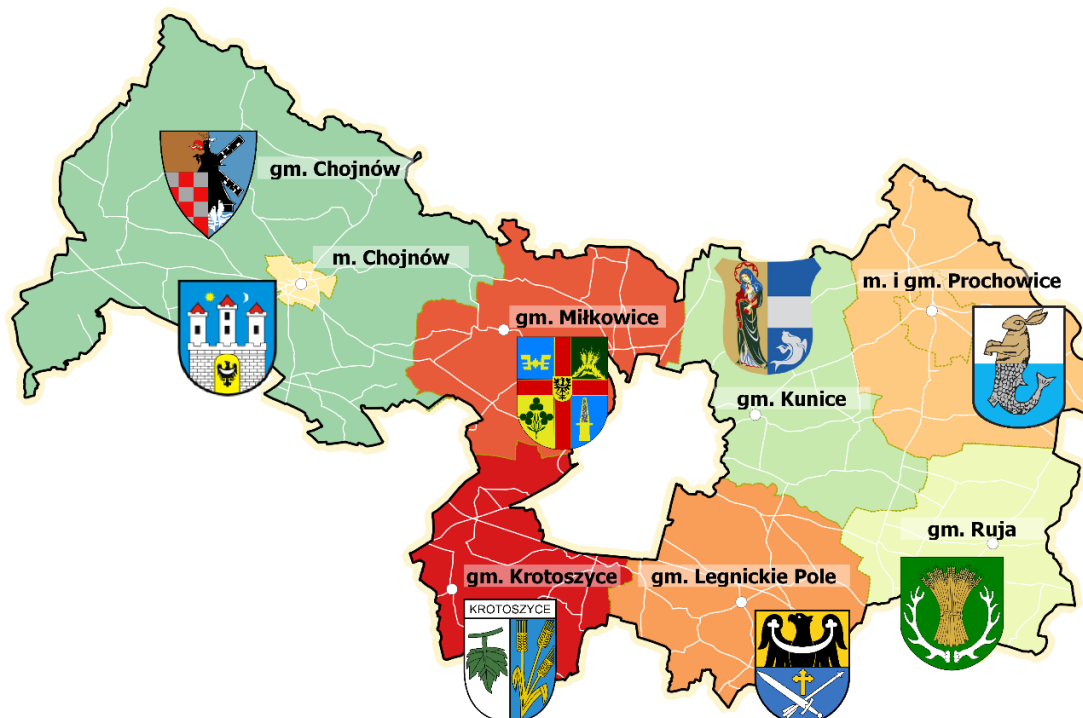 gm. Chojnów
m. Chojnów
m. i gm. Prochowice
gm. Miłkowice
gm. Kunice
gm. Ruja
gm. Krotoszyce
gm. Legnickie Pole
KROTOSZYCE